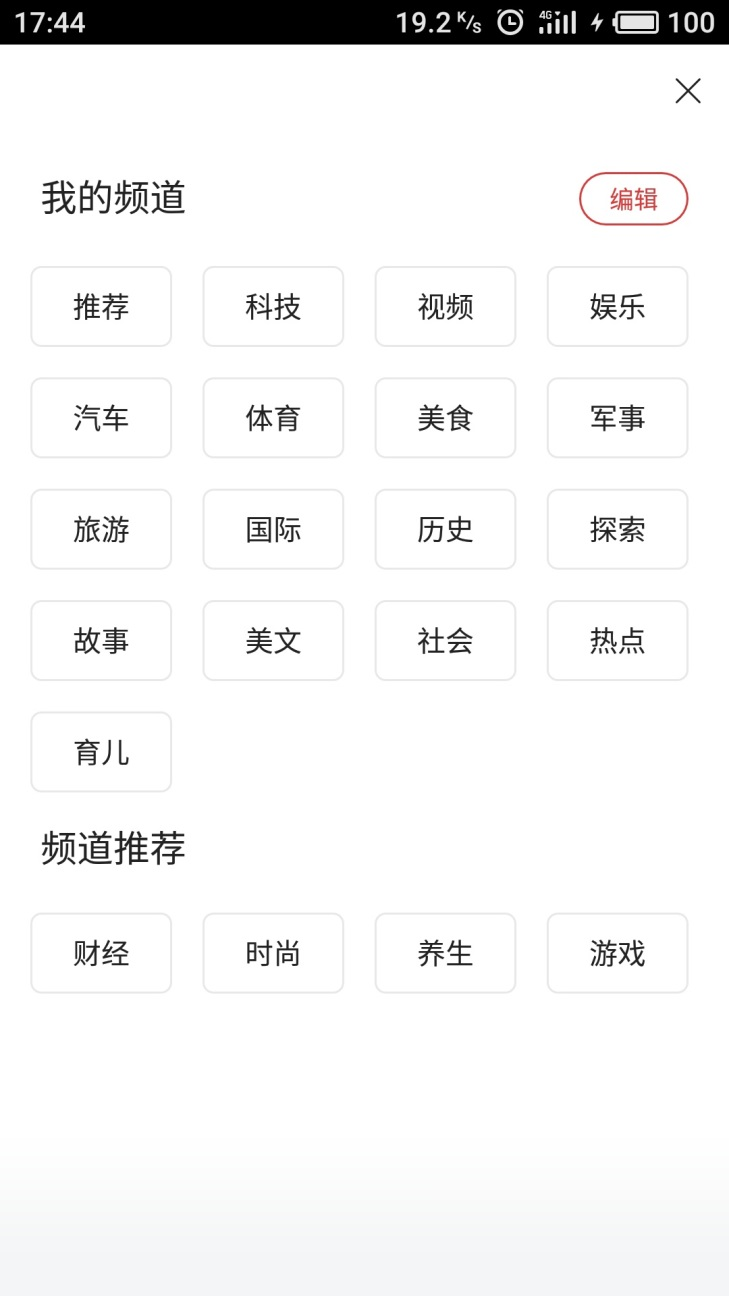 17:44 19.2 K/s 4G 100
我的频道 编辑
推荐 科技 视频 娱乐
汽车 体育 美食 军事
旅游 国际 历史 探索
故事 美文 社会 热点
育儿
频道推荐
财经 时尚 养生 游戏